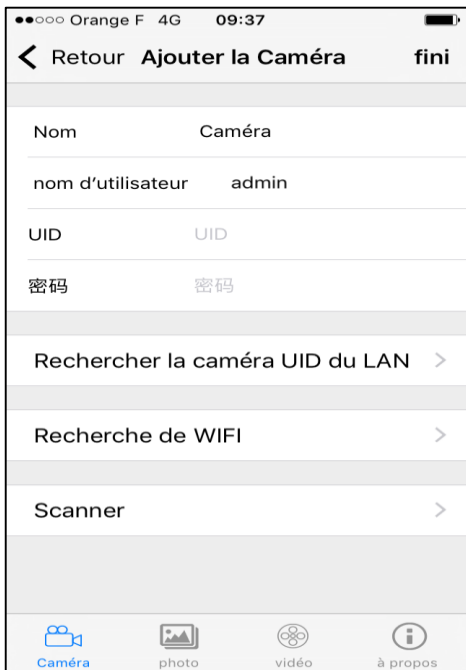 Orange F 4G 09:37
Retour Ajouter la Caméra fini
Nom Caméra
nom d'utilisateur admin
UID UID
密码 密码
Rechercher la caméra UID du LAN
Recherche de WIFI
Scanner
Caméra photo vidéo à propos